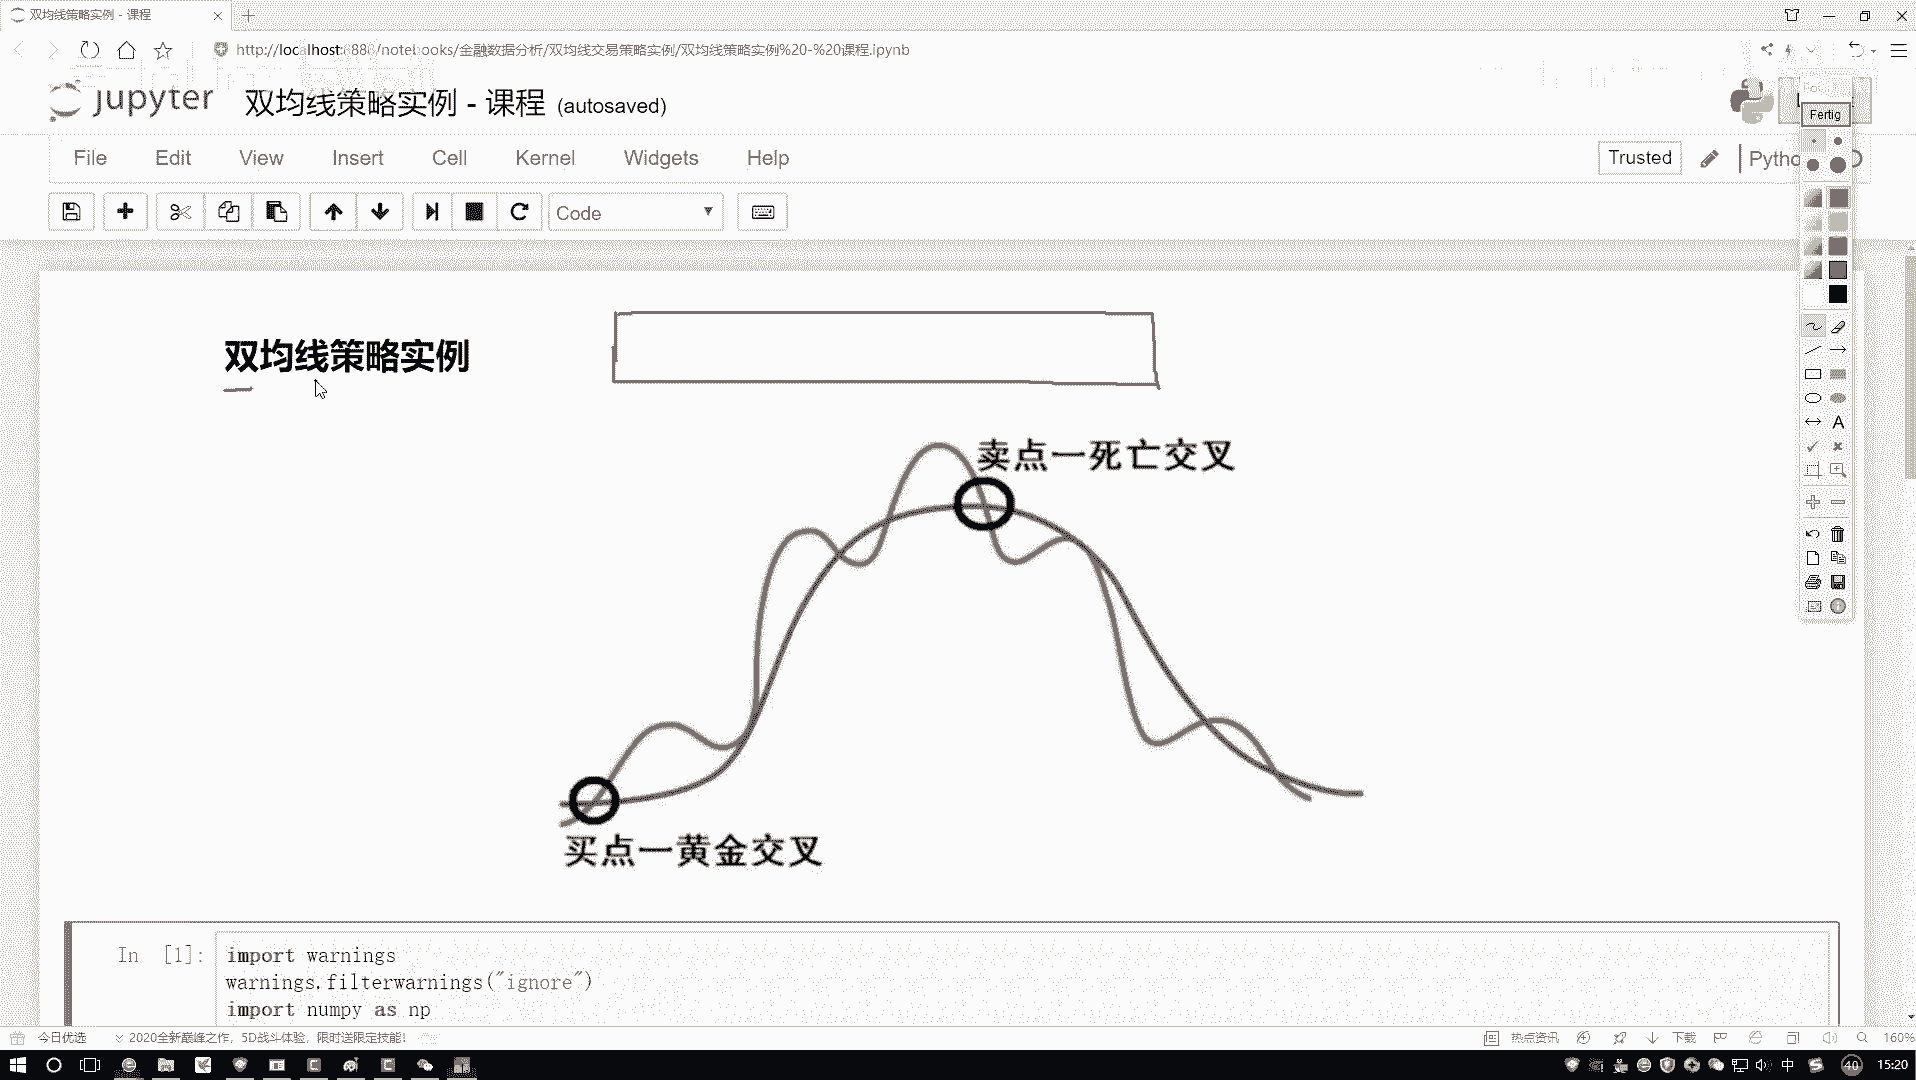 双均线策略实例 - 课程
http://localhost:8888/notebooks/金融数据分析/双均线交易策略实例/双均线策略实例%20-%20课程.ipynb
jupyter 双均线策略实例 - 课程 (autosaved)
Fertig
File Edit View Insert Cell Kernel Widgets Help
Trusted
Code
双均线策略实例
卖点一死亡交叉
买点一黄金交叉
In [1]: import warnings
warnings.filterwarnings("ignore")
import numpy as np
今日优选 2020全新巅峰之作，5D战斗体验，限时送限定技能！
热点资讯 下载 160%
中 40 15:20